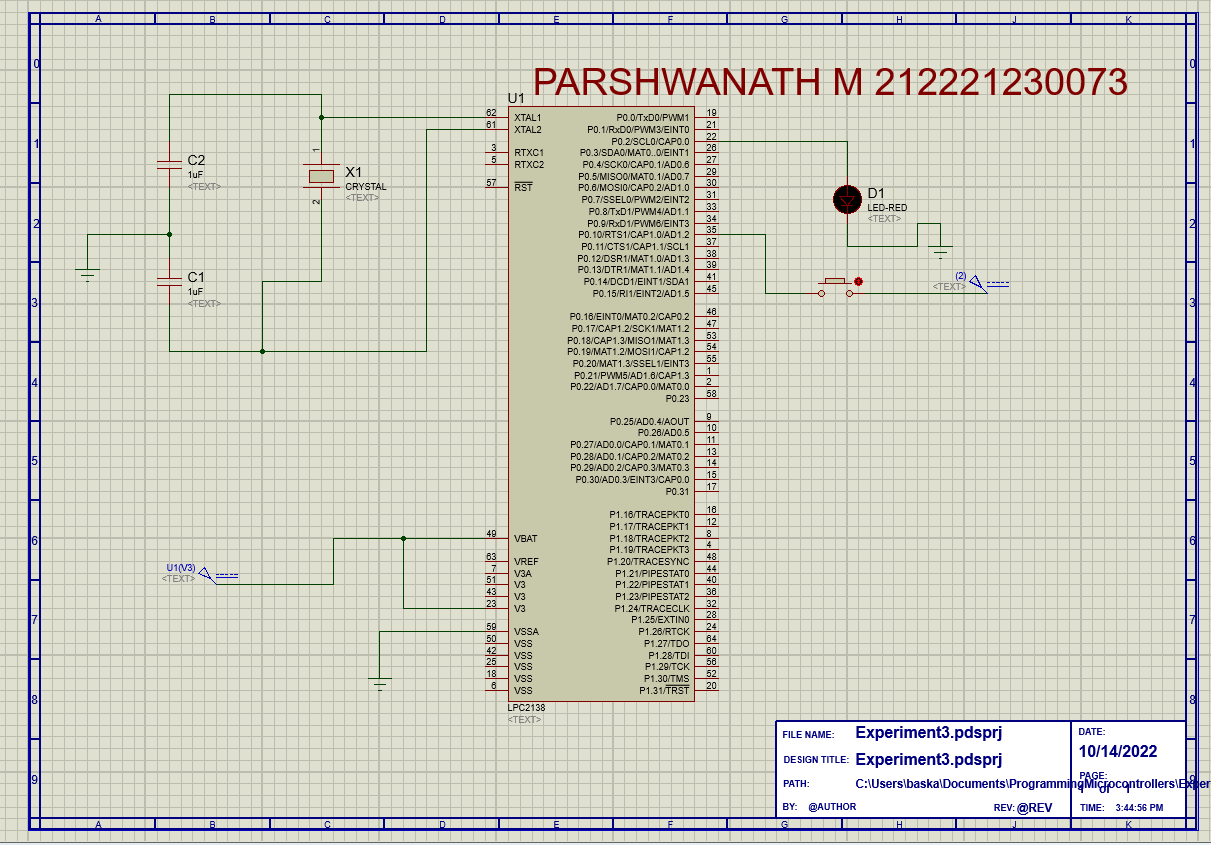 A B C D E F G H J K
PARSHWANATH M 212221230073
0 0
1 1
2 2
3 3
4 4
5 5
6 6
7 7
8 8
9 9
C2
1uF
<TEXT>
C1
1uF
<TEXT>
1
X1
CRYSTAL
<TEXT>
2
U1
62 XTAL1
61 XTAL2
3 RTXC1
5 RTXC2
57 RST
49 VBAT
63 VREF
7 V3A
51 V3
43 V3
23 V3
59 VSSA
50 VSS
42 VSS
25 VSS
18 VSS
6 VSS
P0.0/TxD0/PWM1 19
P0.1/RxD0/PWM3/EINT0 21
P0.2/SCL0/CAP0.0 22
P0.3/SDA0/MAT0..0/EINT1 26
P0.4/SCK0/CAP0.1/AD0.6 27
P0.5/MISO0/MAT0.1/AD0.7 29
P0.6/MOSI0/CAP0.2/AD1.0 30
P0.7/SSEL0/PWM2/EINT2 31
P0.8/TxD1/PWM4/AD1.1 33
P0.9/RxD1/PWM6/EINT3 34
P0.10/RTS1/CAP1.0/AD1.2 35
P0.11/CTS1/CAP1.1/SCL1 37
P0.12/DSR1/MAT1.0/AD1.3 38
P0.13/DTR1/MAT1.1/AD1.4 39
P0.14/DCD1/EINT1/SDA1 41
P0.15/RI1/EINT2/AD1.5 45
P0.16/EINT0/MAT0.2/CAP0.2 46
P0.17/CAP1.2/SCK1/MAT1.2 47
P0.18/CAP1.3/MISO1/MAT1.3 53
P0.19/MAT1.2/MOSI1/CAP1.2 54
P0.20/MAT1.3/SSEL1/EINT3 55
P0.21/PWM5/AD1.6/CAP1.3 1
P0.22/AD1.7/CAP0.0/MAT0.0 2
P0.23 58
P0.25/AD0.4/AOUT 9
P0.26/AD0.5 10
P0.27/AD0.0/CAP0.1/MAT0.1 11
P0.28/AD0.1/CAP0.2/MAT0.2 13
P0.29/AD0.2/CAP0.3/MAT0.3 14
P0.30/AD0.3/EINT3/CAP0.0 15
P0.31 17
P1.16/TRACEPKT0 16
P1.17/TRACEPKT1 12
P1.18/TRACEPKT2 8
P1.19/TRACEPKT3 4
P1.20/TRACESYNC 48
P1.21/PIPESTAT0 44
P1.22/PIPESTAT1 40
P1.23/PIPESTAT2 36
P1.24/TRACECLK 32
P1.25/EXTIN0 28
P1.26/RTCK 24
P1.27/TDO 64
P1.28/TDI 60
P1.29/TCK 56
P1.30/TMS 52
P1.31/TRST 20
LPC2138
<TEXT>
D1
LED-RED
<TEXT>
(2)
<TEXT>
U1(V3)
<TEXT>
FILE NAME: Experiment3.pdsprj
DESIGN TITLE: Experiment3.pdsprj
PATH: C:\Users\baska\Documents\ProgrammingMicrocontrollers\Exper
BY: @AUTHOR REV: @REV
DATE:
10/14/2022
PAGE:
1 of 1
TIME: 3:44:56 PM
A B C D E F G H J K